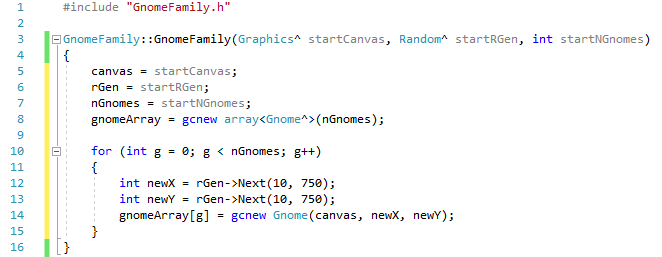 1 #include "GnomeFamily.h"
2
3 GnomeFamily::GnomeFamily(Graphics^ startCanvas, Random^ startRGen, int startNGnomes)
4 {
5 canvas = startCanvas;
6 rGen = startRGen;
7 nGnomes = startNGnomes;
8 gnomeArray = gcnew array<Gnome^>(nGnomes);
9
10 for (int g = 0; g < nGnomes; g++)
11 {
12 int newX = rGen->Next(10, 750);
13 int newY = rGen->Next(10, 750);
14 gnomeArray[g] = gcnew Gnome(canvas, newX, newY);
15 }
16 }